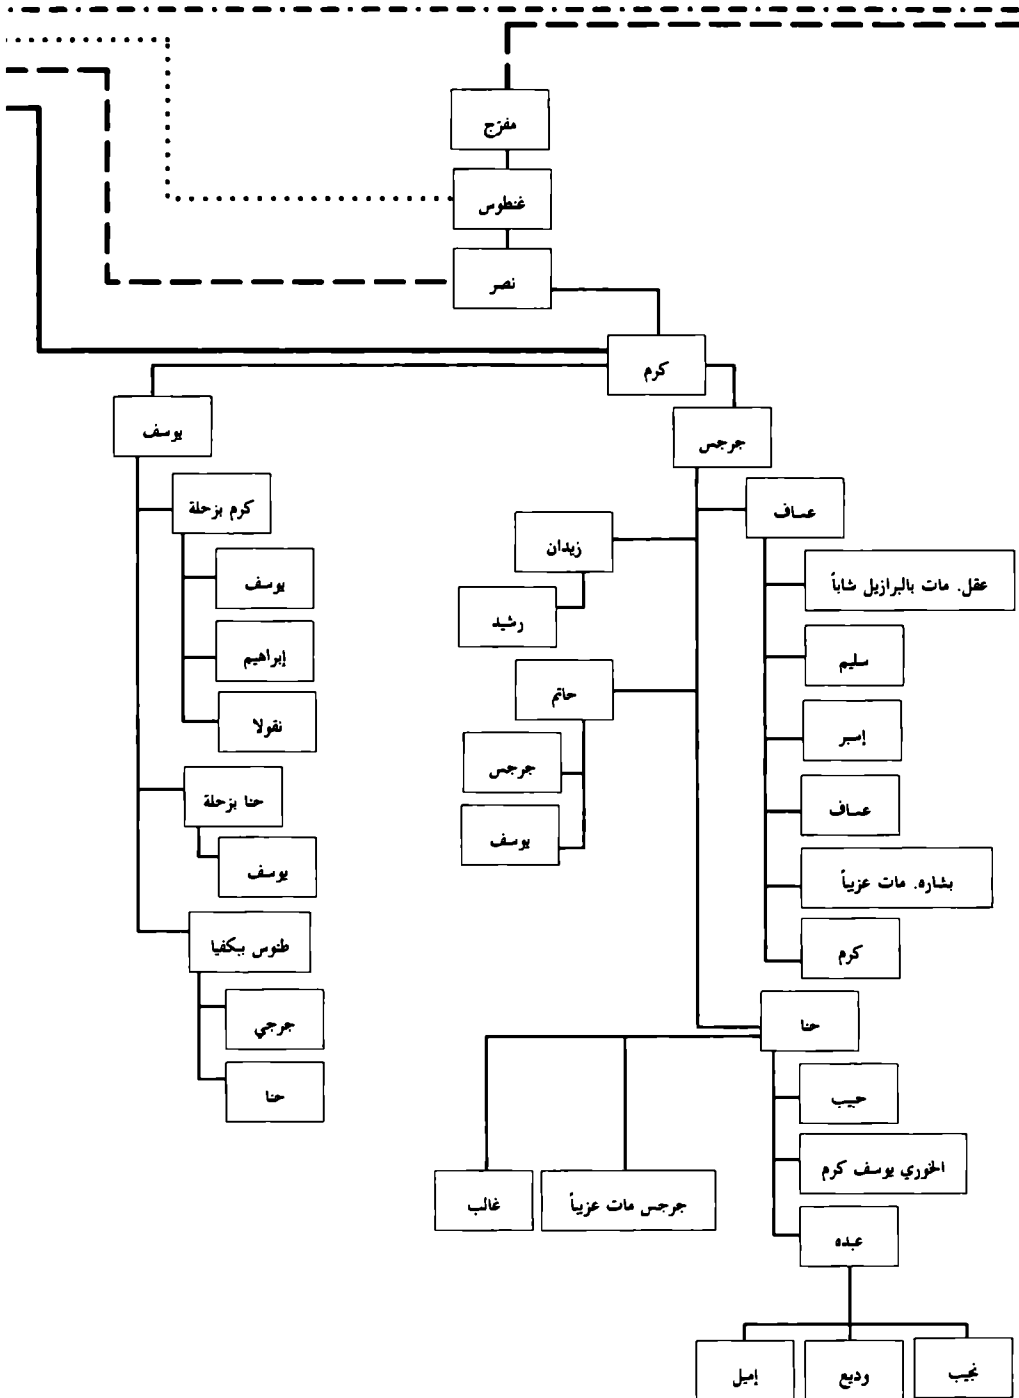 مفرّج
غنطوس
نصر
كرم
جرجس
عساف
عقل. مات بالبرازيل شاباً
سليم
إسبر
عساف
بشاره. مات عزيباً
كرم
زيدان
رشيد
حاتم
جرجس
يوسف
حنا
حبيب
الخوري يوسف كرم
عبده
نجيب
وديع
إميل
جرجس مات عزيباً
غالب
يوسف
كرم بزحلة
يوسف
إبراهيم
نقولا
حنا بزحلة
يوسف
طنوس ببكفيا
جرجي
حنا